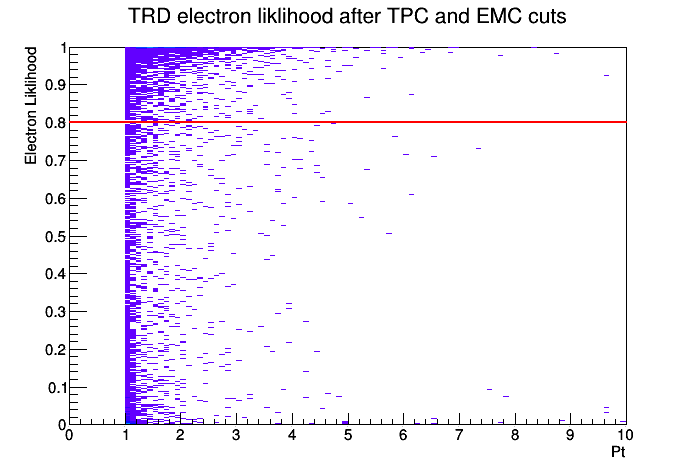 TRD electron liklihood after TPC and EMC cuts
Electron Liklihood
1
0.9
0.8
0.7
0.6
0.5
0.4
0.3
0.2
0.1
0
0 1 2 3 4 5 6 7 8 9 10
Pt